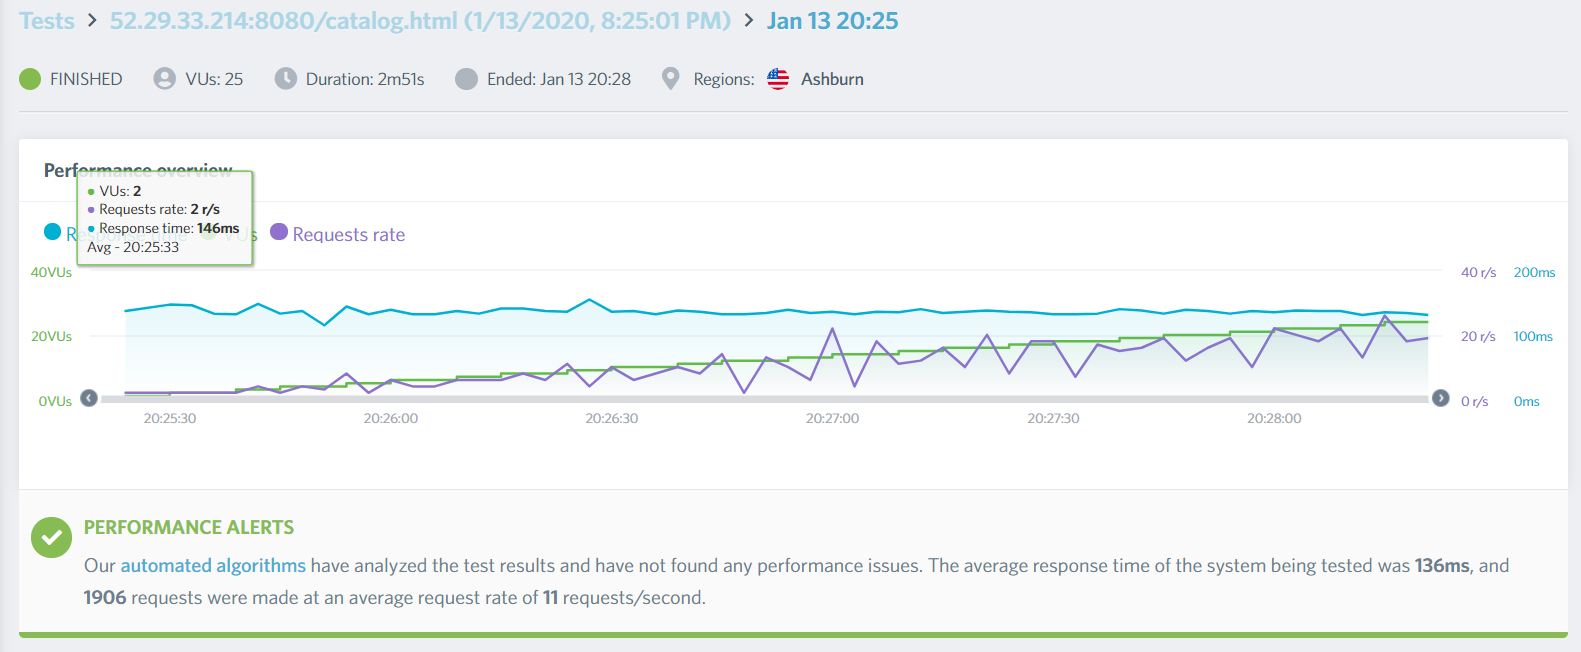 Tests > 52.29.33.214:8080/catalog.html (1/13/2020, 8:25:01 PM) > Jan 13 20:25
FINISHED VUs: 25 Duration: 2m51s Ended: Jan 13 20:28 Regions: Ashburn
Performance overview
VUs: 2
Requests rate: 2 r/s
Response time: 146ms
Avg - 20:25:33
Response time VUs Requests rate
40VUs 40 r/s 200ms
20VUs 20 r/s 100ms
0VUs 0 r/s 0ms
20:25:30 20:26:00 20:26:30 20:27:00 20:27:30 20:28:00
PERFORMANCE ALERTS
Our automated algorithms have analyzed the test results and have not found any performance issues. The average response time of the system being tested was 136ms, and
1906 requests were made at an average request rate of 11 requests/second.